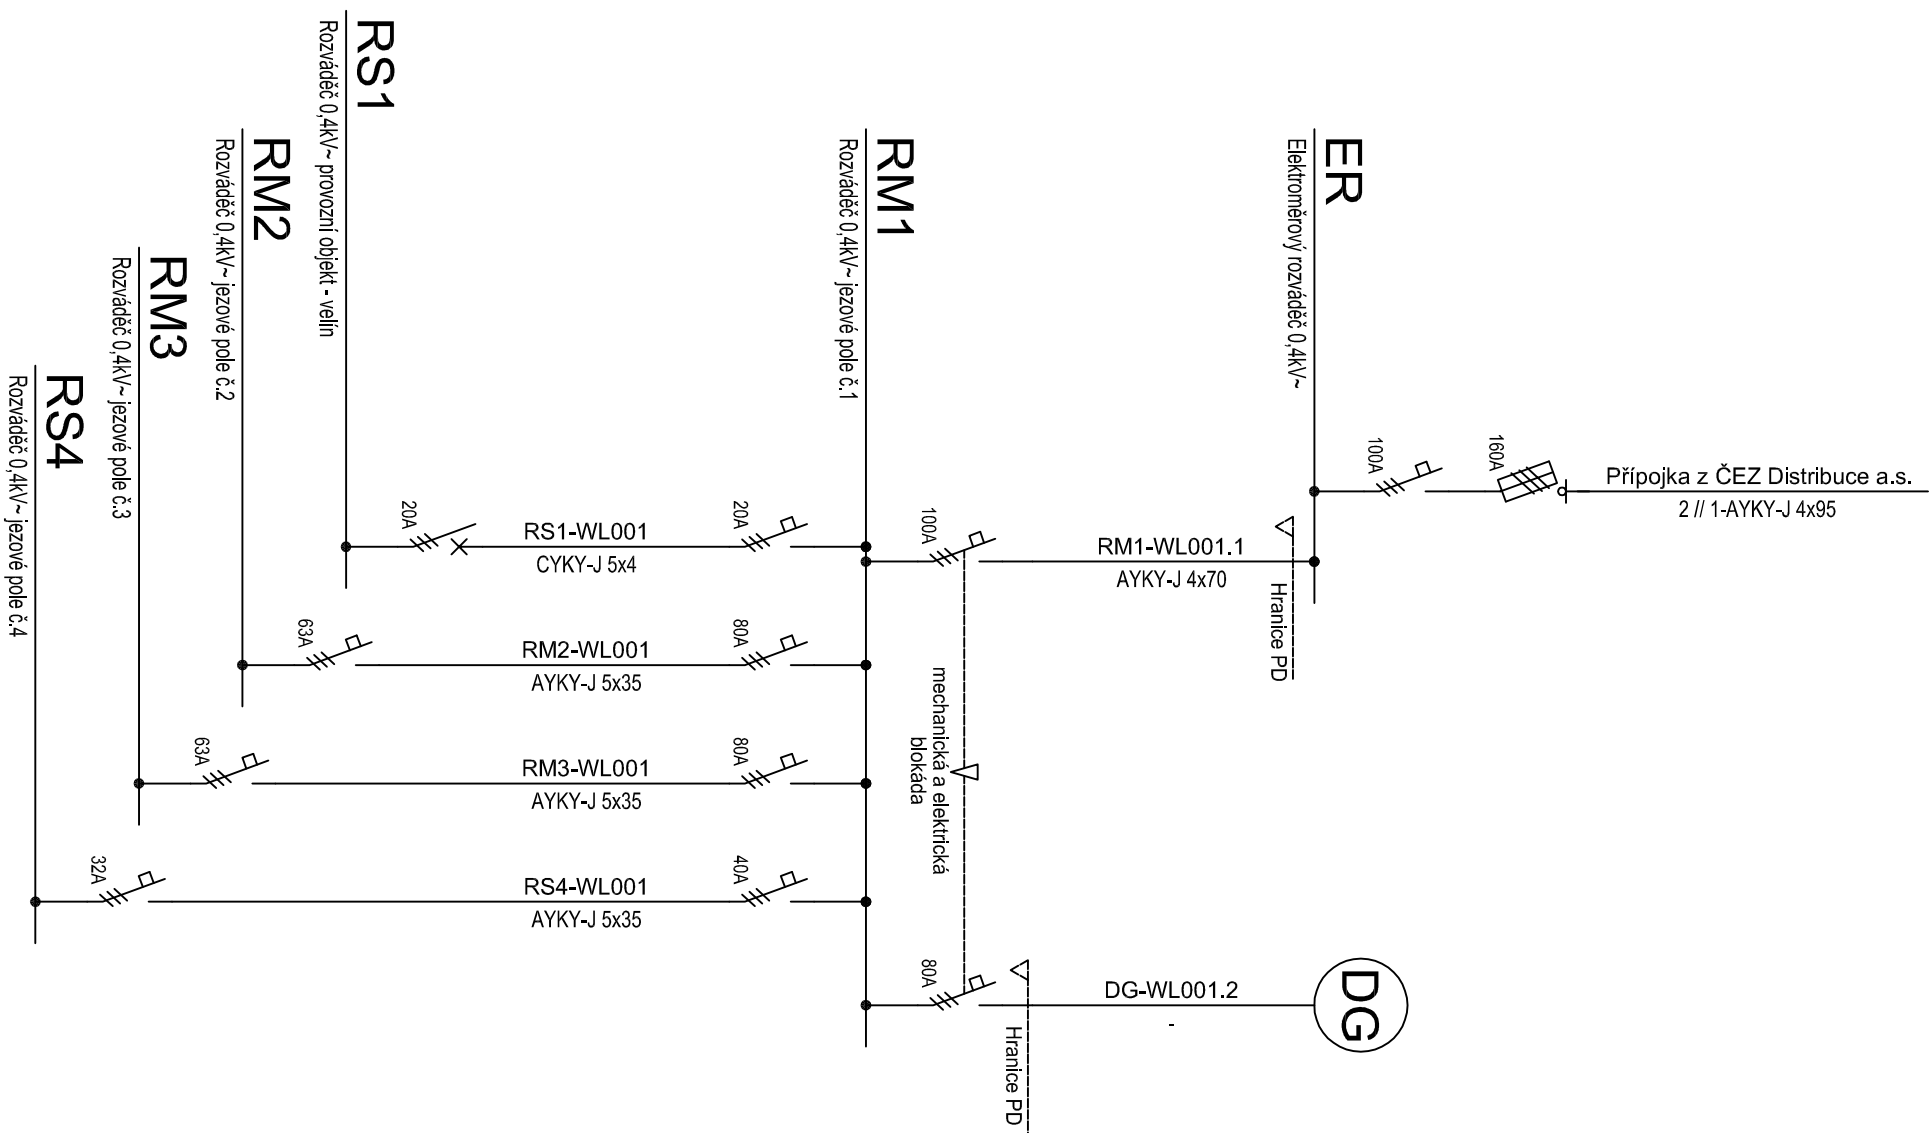 ER
Elektroměrový rozváděč 0,4kV~
100A
160A
Přípojka z ČEZ Distribuce a.s.
2 // 1-AYKY-J 4x95
Hranice PD
RM1-WL001.1
AYKY-J 4x70
100A
RM1
Rozváděč 0,4kV~ jezové pole č.1
mechanická a elektrická
blokáda
80A
DG-WL001.2
-
Hranice PD
DG
RS1
Rozváděč 0,4kV~ provozní objekt - velín
20A
RS1-WL001
CYKY-J 5x4
20A
RM2
Rozváděč 0,4kV~ jezové pole č.2
63A
RM2-WL001
AYKY-J 5x35
80A
RM3
Rozváděč 0,4kV~ jezové pole č.3
63A
RM3-WL001
AYKY-J 5x35
80A
RS4
Rozváděč 0,4kV~ jezové pole č.4
32A
RS4-WL001
AYKY-J 5x35
40A